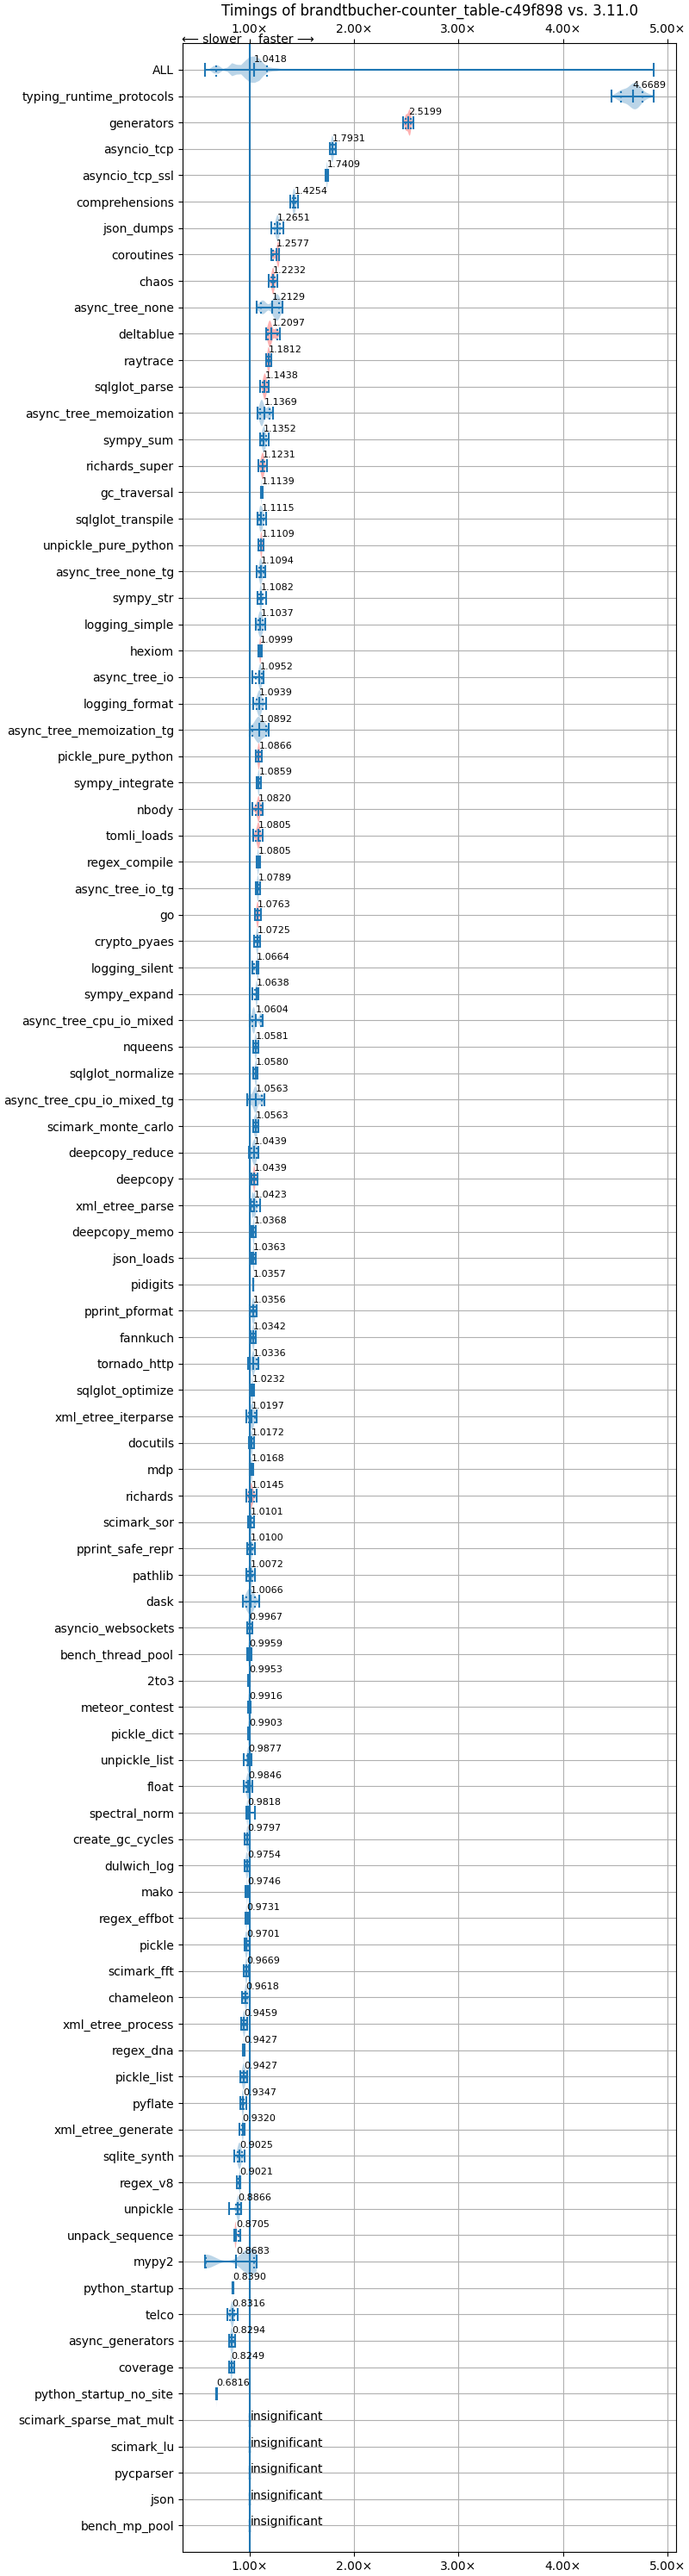 Timings of brandtbucher-counter_table-c49f898 vs. 3.11.0
1.00× 2.00× 3.00× 4.00× 5.00×
⟵ slower faster ⟶
ALL 1.0418
typing_runtime_protocols 4.6689
generators 2.5199
asyncio_tcp 1.7931
asyncio_tcp_ssl 1.7409
comprehensions 1.4254
json_dumps 1.2651
coroutines 1.2577
chaos 1.2232
async_tree_none 1.2129
deltablue 1.2097
raytrace 1.1812
sqlglot_parse 1.1438
async_tree_memoization 1.1369
sympy_sum 1.1352
richards_super 1.1231
gc_traversal 1.1139
sqlglot_transpile 1.1115
unpickle_pure_python 1.1109
async_tree_none_tg 1.1094
sympy_str 1.1082
logging_simple 1.1037
hexiom 1.0999
async_tree_io 1.0952
logging_format 1.0939
async_tree_memoization_tg 1.0892
pickle_pure_python 1.0866
sympy_integrate 1.0859
nbody 1.0820
tomli_loads 1.0805
regex_compile 1.0805
async_tree_io_tg 1.0789
go 1.0763
crypto_pyaes 1.0725
logging_silent 1.0664
sympy_expand 1.0638
async_tree_cpu_io_mixed 1.0604
nqueens 1.0581
sqlglot_normalize 1.0580
async_tree_cpu_io_mixed_tg 1.0563
scimark_monte_carlo 1.0563
deepcopy_reduce 1.0439
deepcopy 1.0439
xml_etree_parse 1.0423
deepcopy_memo 1.0368
json_loads 1.0363
pidigits 1.0357
pprint_pformat 1.0356
fannkuch 1.0342
tornado_http 1.0336
sqlglot_optimize 1.0232
xml_etree_iterparse 1.0197
docutils 1.0172
mdp 1.0168
richards 1.0145
scimark_sor 1.0101
pprint_safe_repr 1.0100
pathlib 1.0072
dask 1.0066
asyncio_websockets 0.9967
bench_thread_pool 0.9959
2to3 0.9953
meteor_contest 0.9916
pickle_dict 0.9903
unpickle_list 0.9877
float 0.9846
spectral_norm 0.9818
create_gc_cycles 0.9797
dulwich_log 0.9754
mako 0.9746
regex_effbot 0.9731
pickle 0.9701
scimark_fft 0.9669
chameleon 0.9618
xml_etree_process 0.9459
regex_dna 0.9427
pickle_list 0.9427
pyflate 0.9347
xml_etree_generate 0.9320
sqlite_synth 0.9025
regex_v8 0.9021
unpickle 0.8866
unpack_sequence 0.8705
mypy2 0.8683
python_startup 0.8390
telco 0.8316
async_generators 0.8294
coverage 0.8249
python_startup_no_site 0.6816
scimark_sparse_mat_mult insignificant
scimark_lu insignificant
pycparser insignificant
json insignificant
bench_mp_pool insignificant
1.00× 2.00× 3.00× 4.00× 5.00×